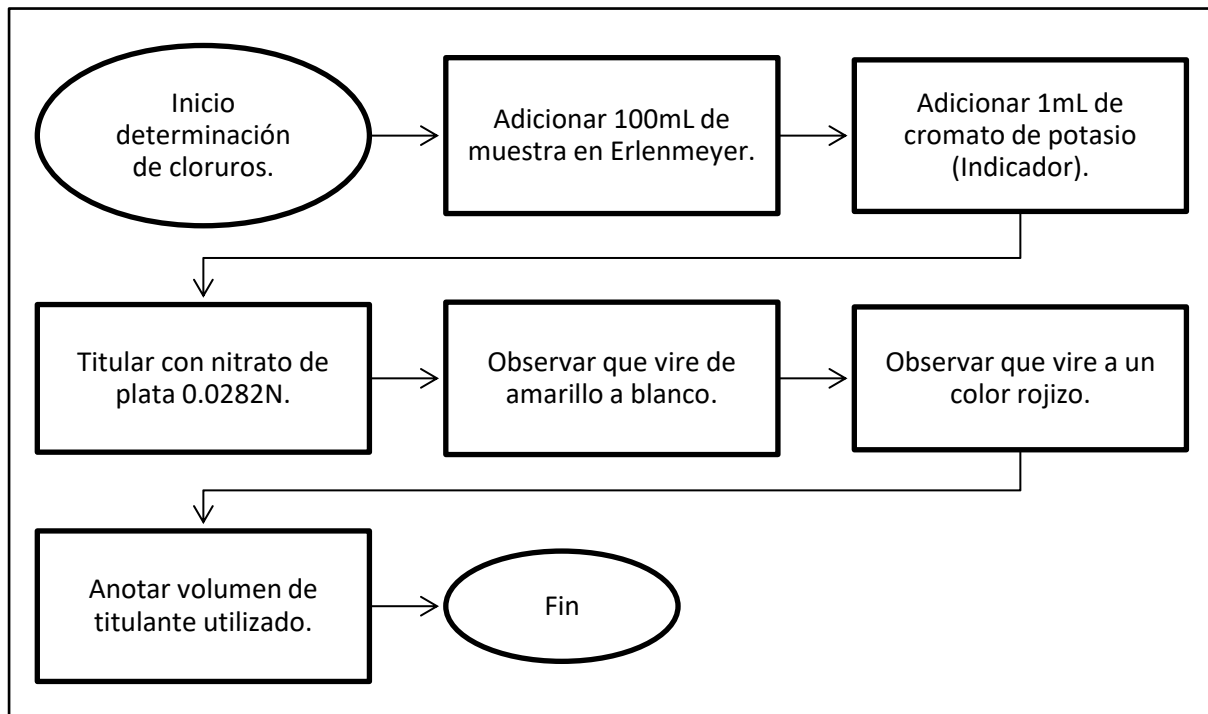 Inicio
determinación
de cloruros.
Adicionar 100mL de
muestra en Erlenmeyer.
Adicionar 1mL de
cromato de potasio
(Indicador).
Titular con nitrato de
plata 0.0282N.
Observar que vire de
amarillo a blanco.
Observar que vire a un
color rojizo.
Anotar volumen de
titulante utilizado.
Fin